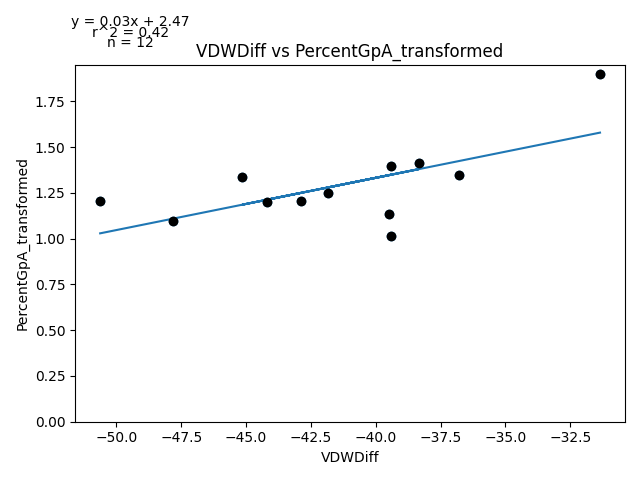 y = 0.03x + 2.47
r^2 = 0.42
n = 12
VDWDiff vs PercentGpA_transformed
PercentGpA_transformed
1.75
1.50
1.25
1.00
0.75
0.50
0.25
0.00
−50.0 −47.5 −45.0 −42.5 −40.0 −37.5 −35.0 −32.5
VDWDiff